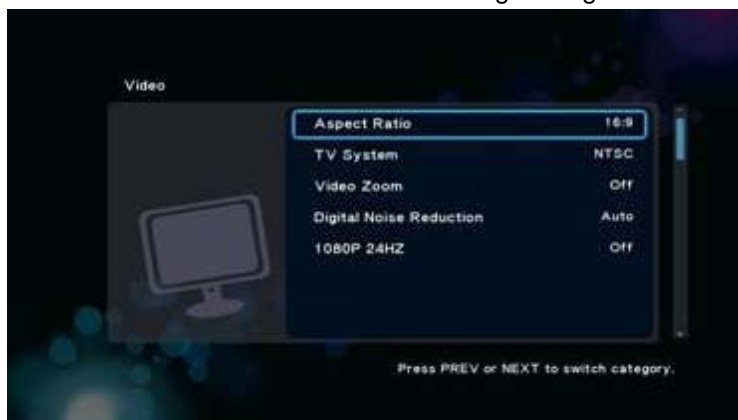 Video
Aspect Ratio 16:9
TV System NTSC
Video Zoom Off
Digital Noise Reduction Auto
1080P 24HZ Off
Press PREV or NEXT to switch category.